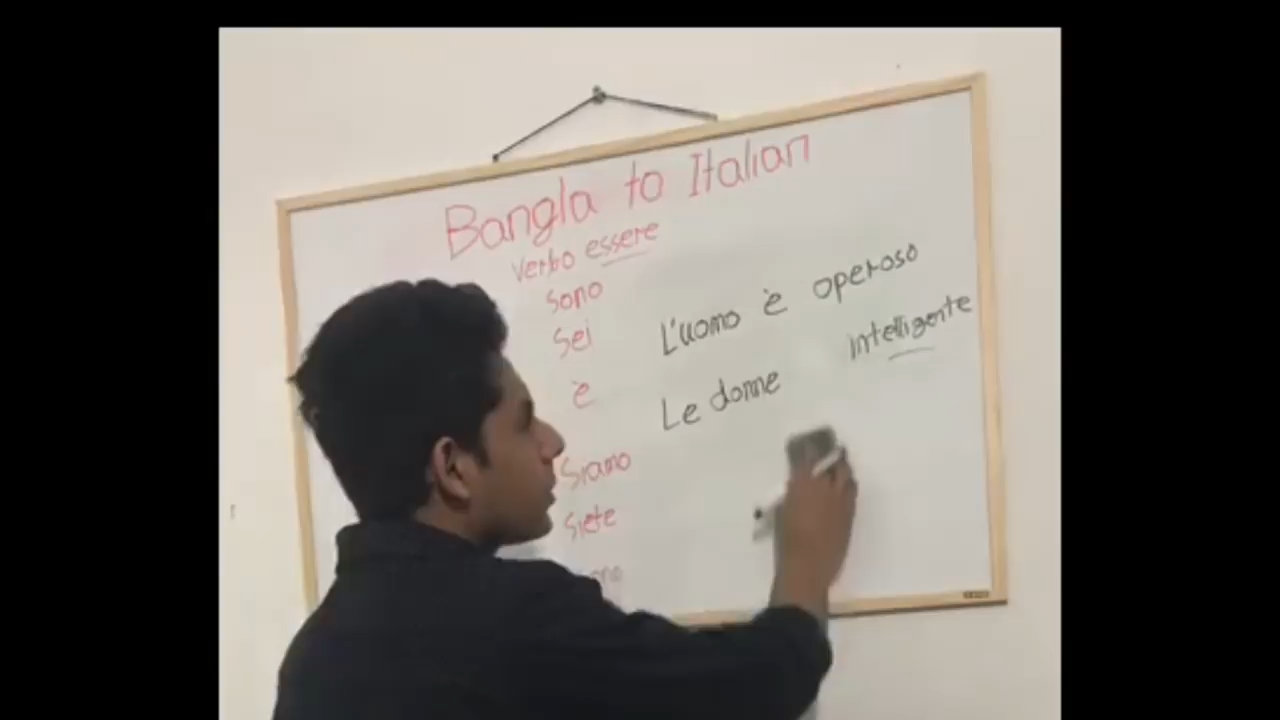 Bangla to Italian
Verbo essere
Sono
Sei
è
Siamo
Siete
L'uomo è operoso
Le donne intelligente